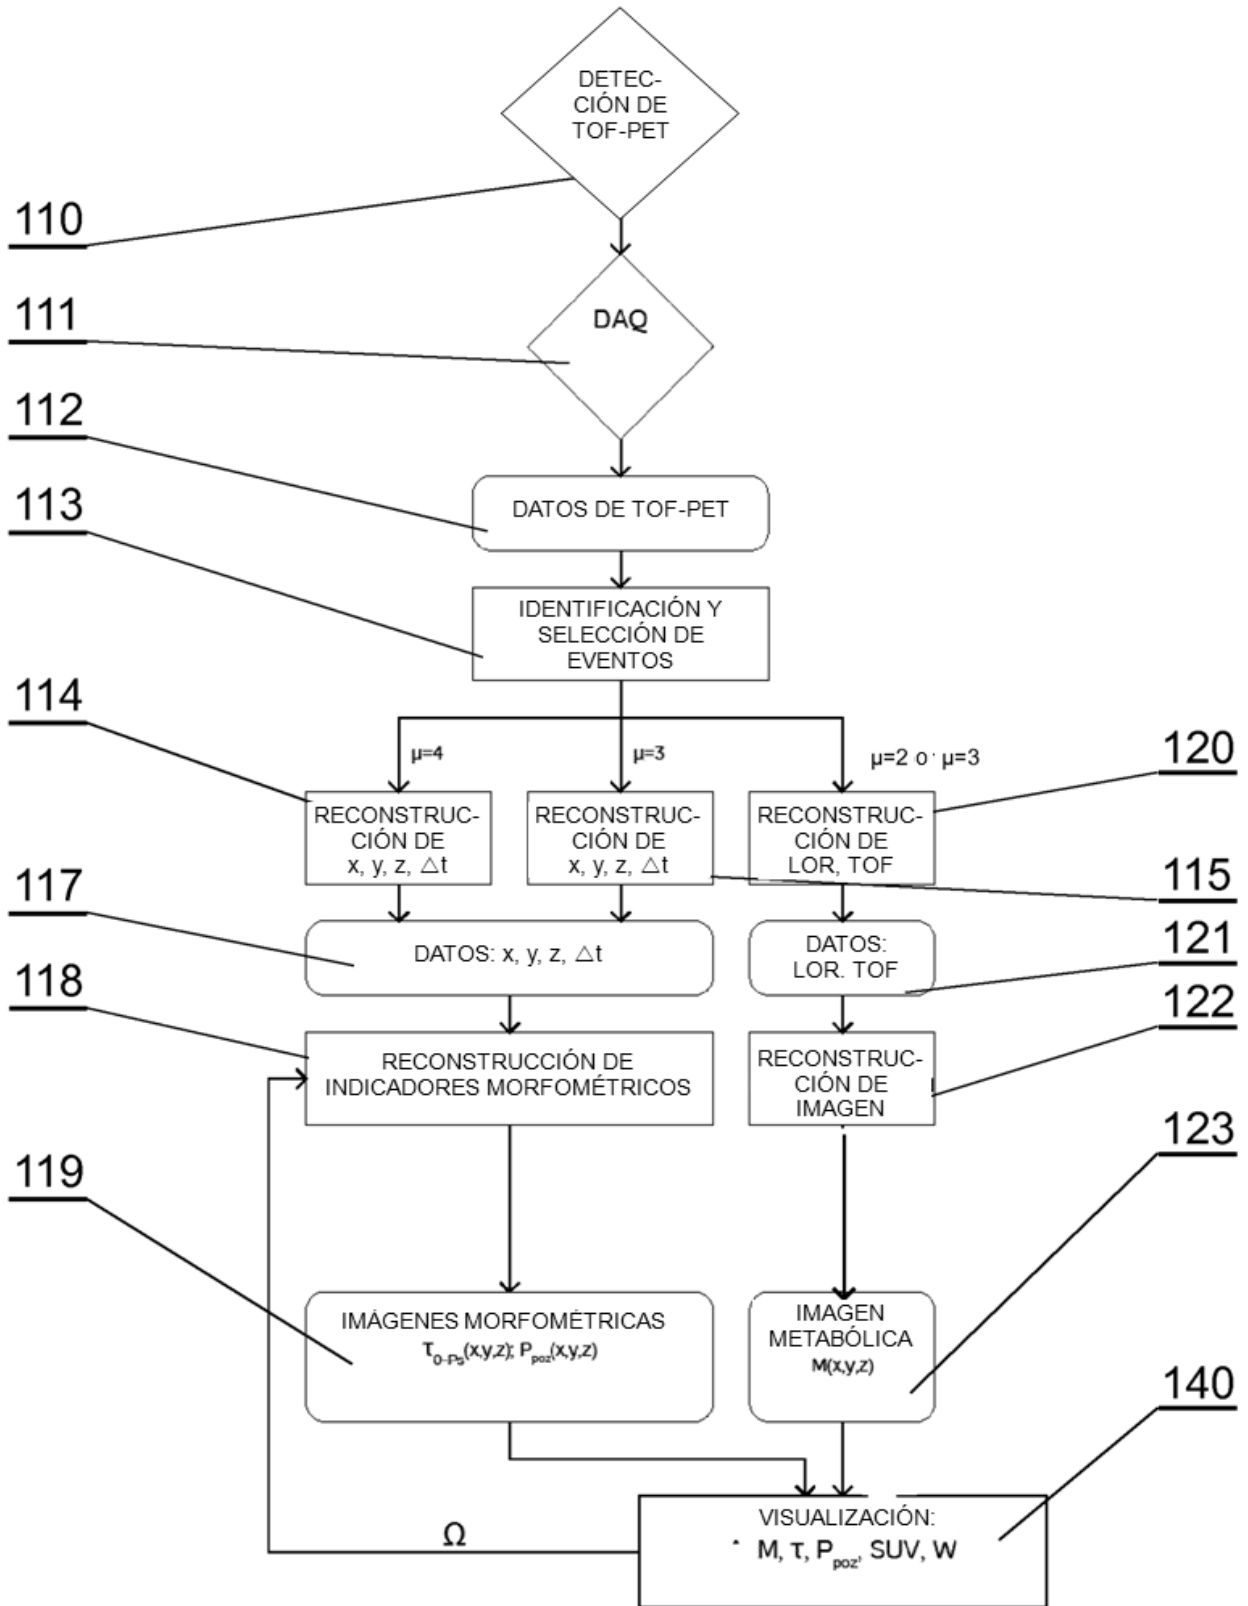 DETEC-
CIÓN DE
TOF-PET
110
111
DAQ
112
DATOS DE TOF-PET
113
IDENTIFICACIÓN Y
SELECCIÓN DE
EVENTOS
114
μ=4
μ=3
μ=2 o μ=3
120
RECONSTRUC-
CIÓN DE
x, y, z, △t
RECONSTRUC-
CIÓN DE
x, y, z, △t
RECONSTRUC-
CIÓN DE
LOR, TOF
115
117
DATOS: x, y, z, △t
DATOS:
LOR. TOF
121
118
RECONSTRUCCIÓN DE
INDICADORES MORFOMÉTRICOS
RECONSTRUC-
CIÓN DE
IMAGEN
122
119
IMÁGENES MORFOMÉTRICAS
τo-Ps(x,y,z); Ppoz(x,y,z)
IMAGEN
METABÓLICA
M(x,y,z)
123
140
VISUALIZACIÓN:
M, τ, Ppoz, SUV, W
Ω